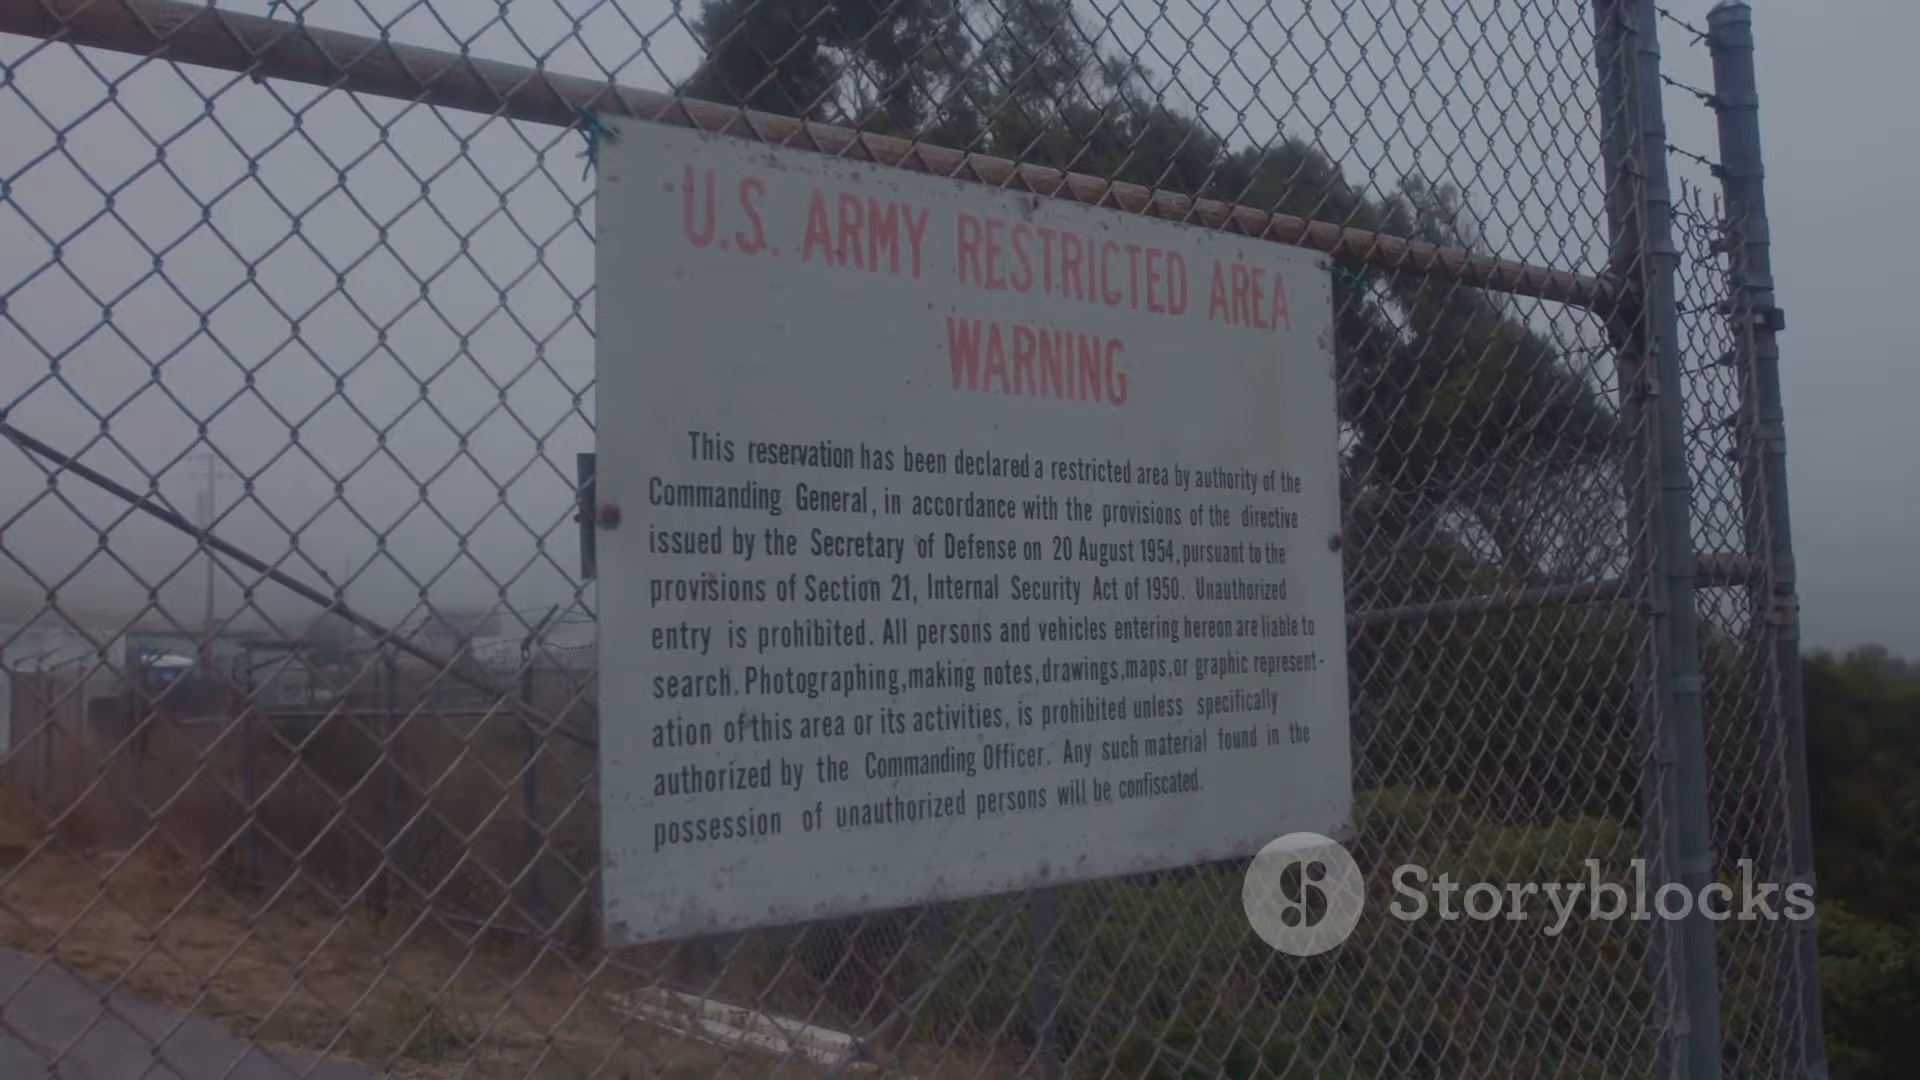 U.S. ARMY RESTRICTED AREA
WARNING
This reservation has been declared a restricted area by authority of the
Commanding General, in accordance with the provisions of the directive
issued by the Secretary of Defense on 20 August 1954, pursuant to the
provisions of Section 21, Internal Security Act of 1950. Unauthorized
entry is prohibited. All persons and vehicles entering hereon are liable to
search. Photographing, making notes, drawings, maps, or graphic represent-
ation of this area or its activities, is prohibited unless specifically
authorized by the Commanding Officer. Any such material found in the
possession of unauthorized persons will be confiscated.
Storyblocks